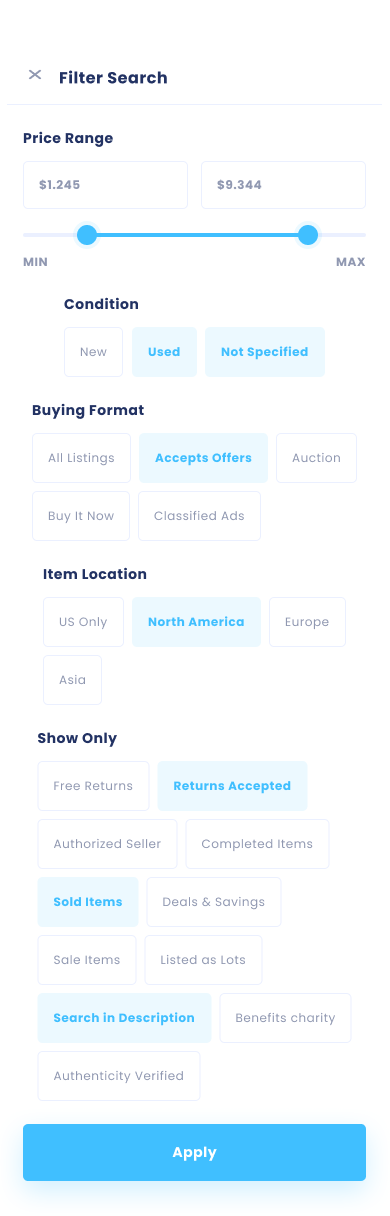 Filter Search
Price Range
$1.245 $9.344
MIN MAX
Condition
New Used Not Specified
Buying Format
All Listings Accepts Offers Auction
Buy It Now Classified Ads
Item Location
US Only North America Europe
Asia
Show Only
Free Returns Returns Accepted
Authorized Seller Completed Items
Sold Items Deals & Savings
Sale Items Listed as Lots
Search in Description Benefits charity
Authenticity Verified
Apply